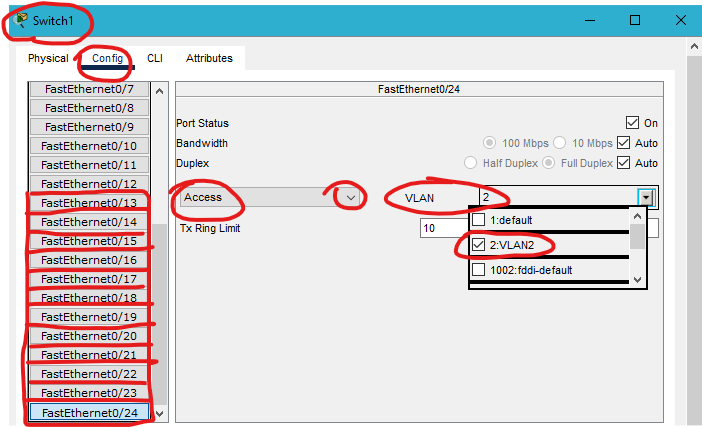 Switch1
Physical Config CLI Attributes
FastEthernet0/7
FastEthernet0/8
FastEthernet0/9
FastEthernet0/10
FastEthernet0/11
FastEthernet0/12
FastEthernet0/13
FastEthernet0/14
FastEthernet0/15
FastEthernet0/16
FastEthernet0/17
FastEthernet0/18
FastEthernet0/19
FastEthernet0/20
FastEthernet0/21
FastEthernet0/22
FastEthernet0/23
FastEthernet0/24
FastEthernet0/24
Port Status On
Bandwidth 100 Mbps 10 Mbps Auto
Duplex Half Duplex Full Duplex Auto
Access VLAN 2
1:default
2:VLAN2
1002:fddi-default
Tx Ring Limit 10